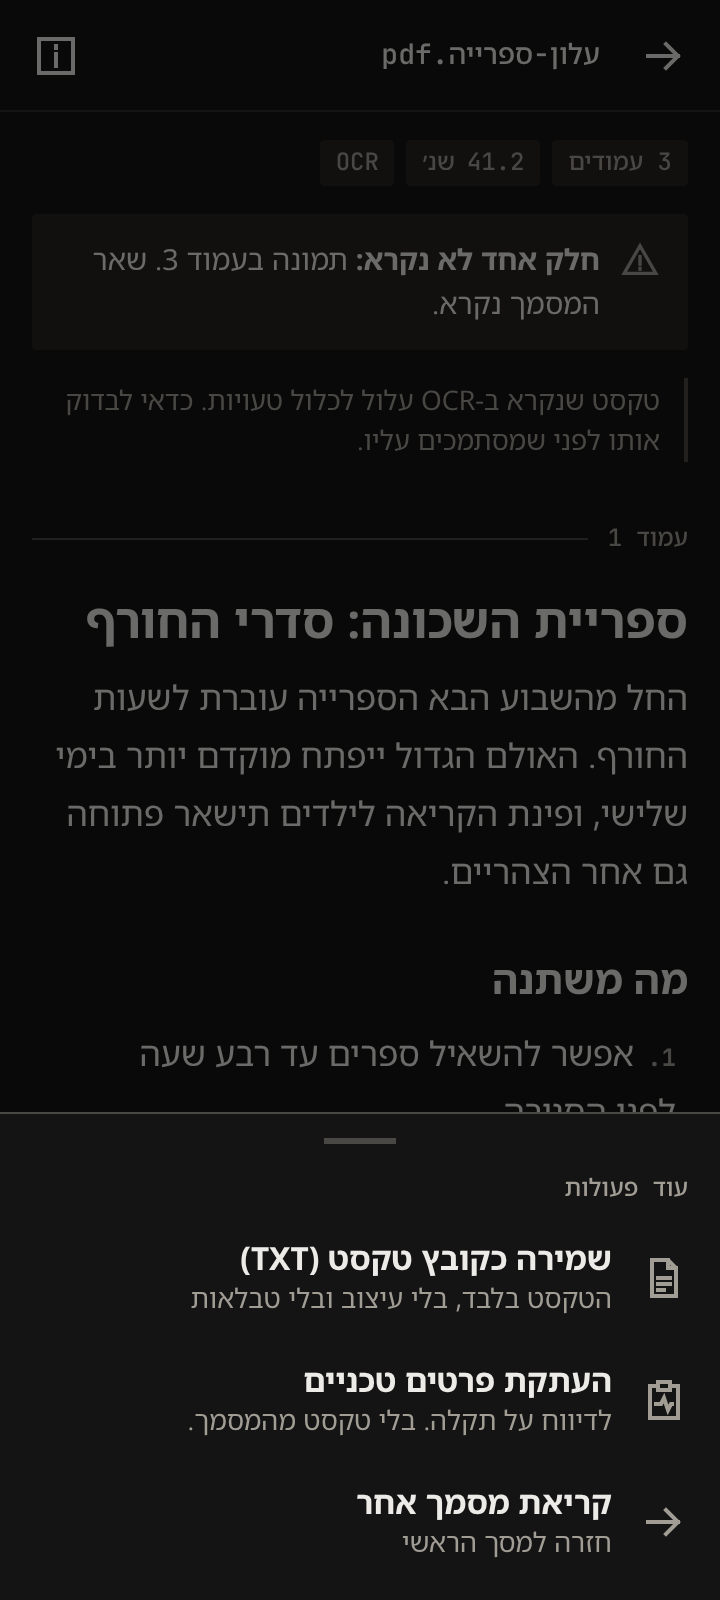 עלון-ספרייה.pdf
3 עמודים
41.2 שנ׳
OCR
חלק אחד לא נקרא: תמונה בעמוד 3. שאר
המסמך נקרא.
טקסט שנקרא ב-OCR עלול לכלול טעויות. כדאי לבדוק
אותו לפני שמסתמכים עליו.
עמוד 1
ספריית השכונה: סדרי החורף
החל מהשבוע הבא הספרייה עוברת לשעות
החורף. האולם הגדול ייפתח מוקדם יותר בימי
שלישי, ופינת הקריאה לילדים תישאר פתוחה
גם אחר הצהריים.
מה משתנה
1. אפשר להשאיל ספרים עד רבע שעה
לפני הסגירה
עוד פעולות
שמירה כקובץ טקסט (TXT)
הטקסט בלבד, בלי עיצוב ובלי טבלאות
העתקת פרטים טכניים
לדיווח על תקלה. בלי טקסט מהמסמך.
קריאת מסמך אחר
חזרה למסך הראשי